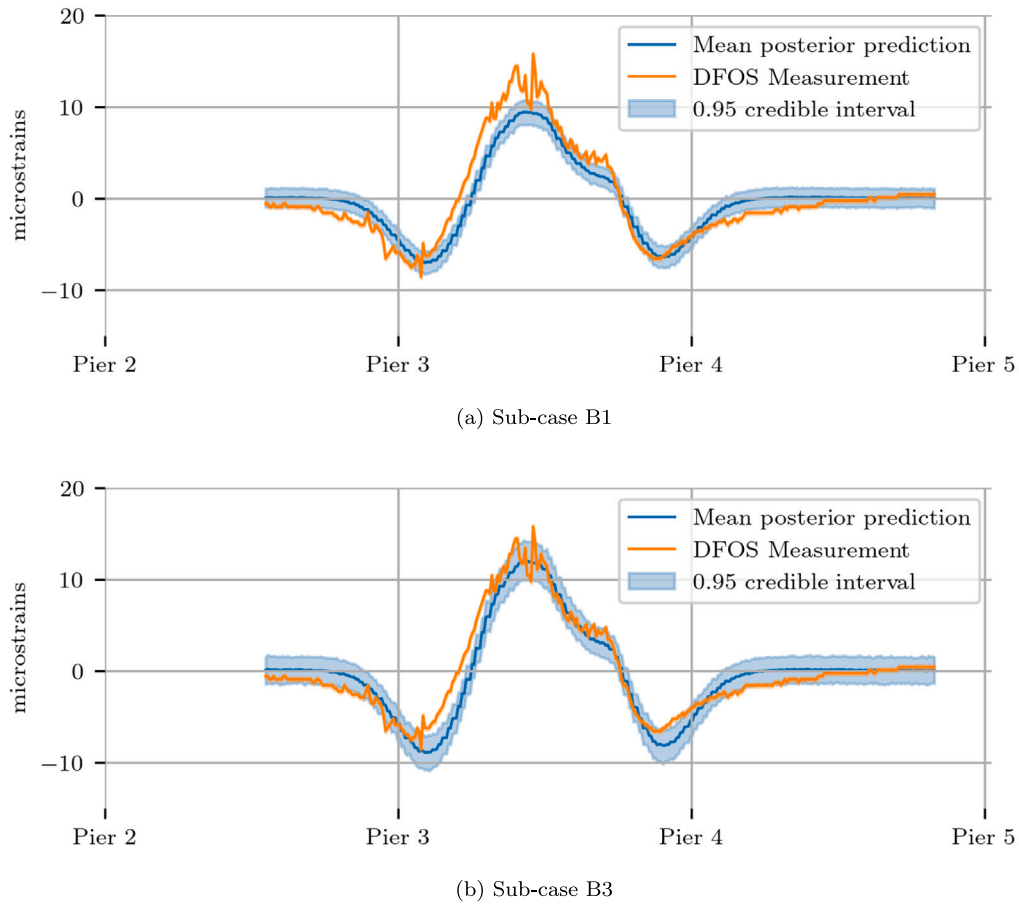 20
10
0
−10
microstrains
Mean posterior prediction
DFOS Measurement
0.95 credible interval
Pier 2
Pier 3
Pier 4
Pier 5
(a) Sub-case B1
20
10
0
−10
microstrains
Mean posterior prediction
DFOS Measurement
0.95 credible interval
Pier 2
Pier 3
Pier 4
Pier 5
(b) Sub-case B3